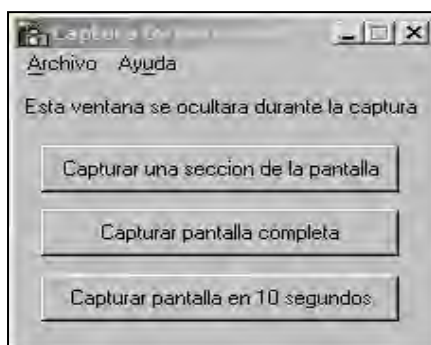 Archivo Ayuda
Esta ventana se ocultara durante la captura
Capturar una seccion de la pantalla
Capturar pantalla completa
Capturar pantalla en 10 segundos